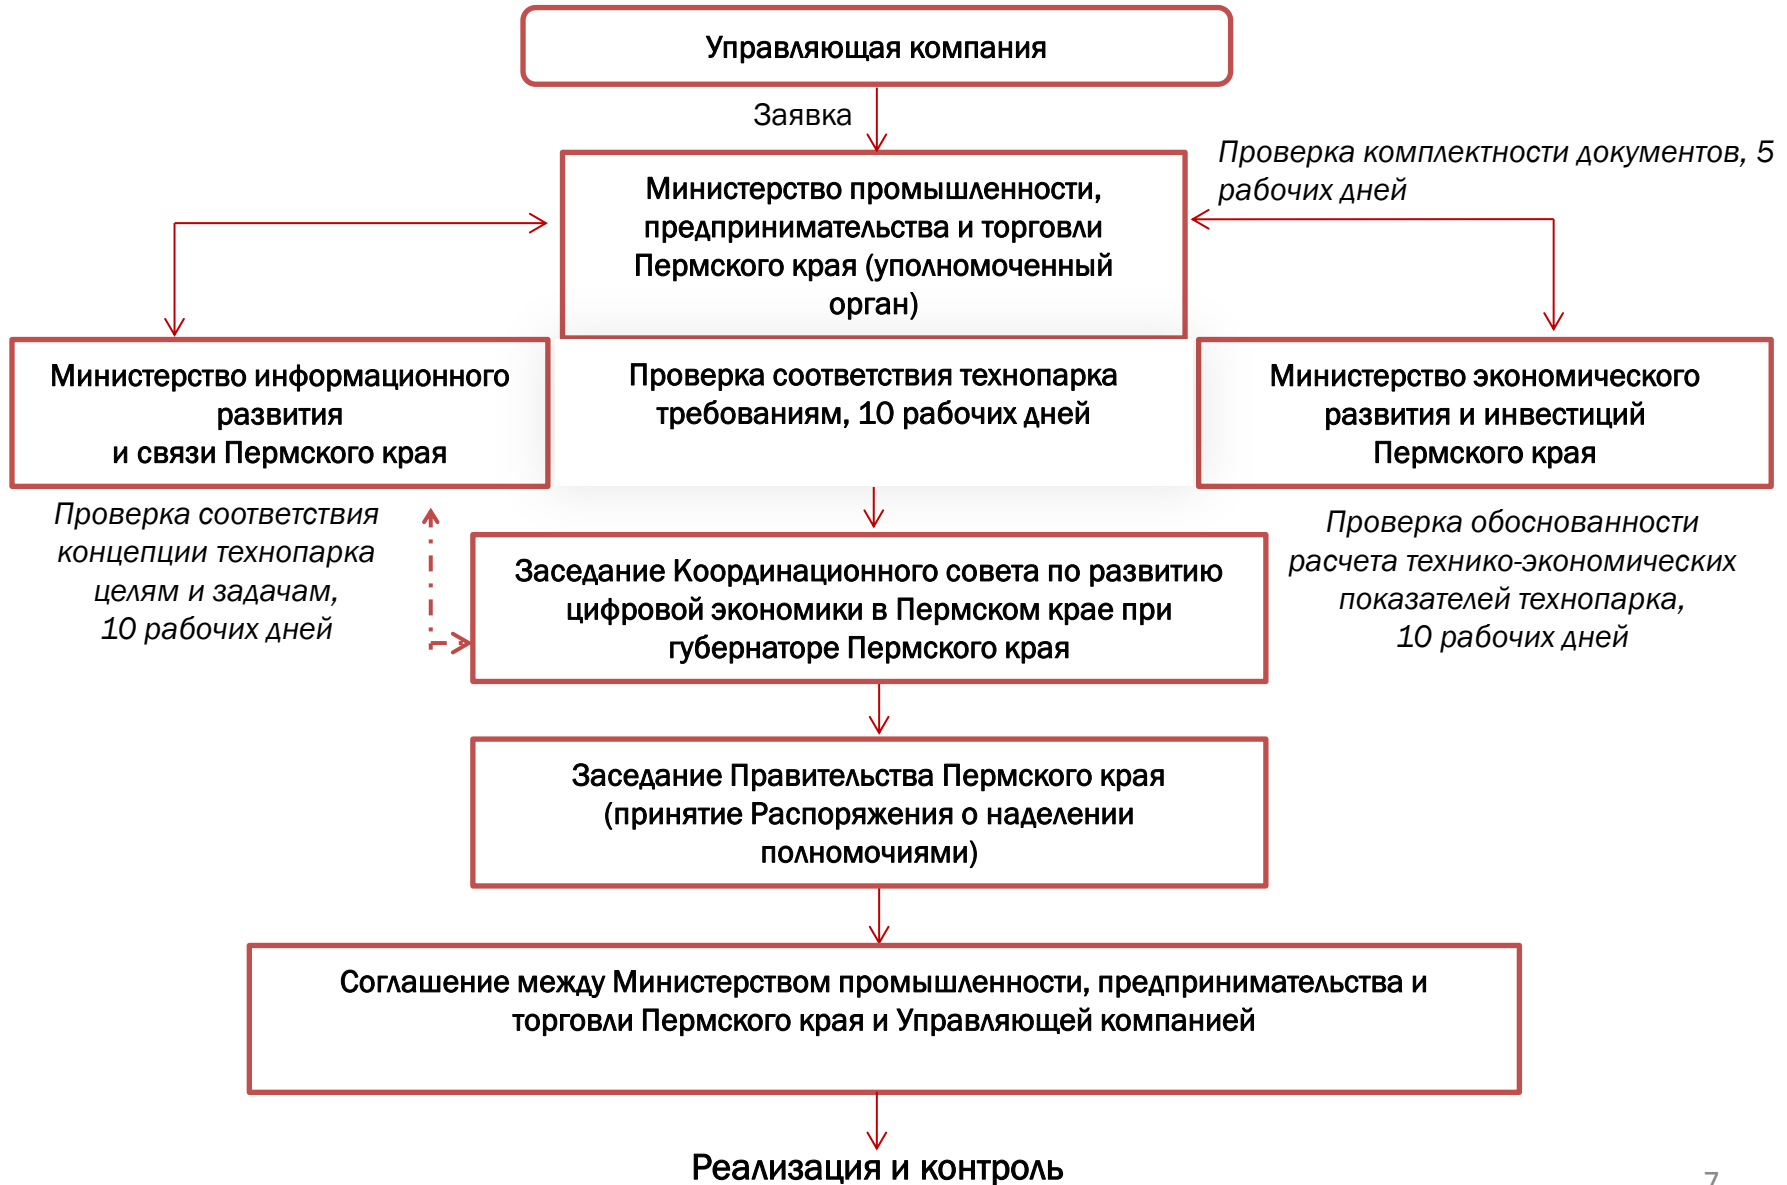 Управляющая компания
Заявка
Проверка комплектности документов, 5
рабочих дней
Министерство промышленности,
предпринимательства и торговли
Пермского края (уполномоченный
орган)
Министерство информационного
развития
и связи Пермского края
Проверка соответствия технопарка
требованиям, 10 рабочих дней
Министерство экономического
развития и инвестиций
Пермского края
Проверка соответствия
концепции технопарка
целям и задачам,
10 рабочих дней
Заседание Координационного совета по развитию
цифровой экономики в Пермском крае при
губернаторе Пермского края
Проверка обоснованности
расчета технико-экономических
показателей технопарка,
10 рабочих дней
Заседание Правительства Пермского края
(принятие Распоряжения о наделении
полномочиями)
Соглашение между Министерством промышленности, предпринимательства и
торговли Пермского края и Управляющей компанией
Реализация и контроль
7